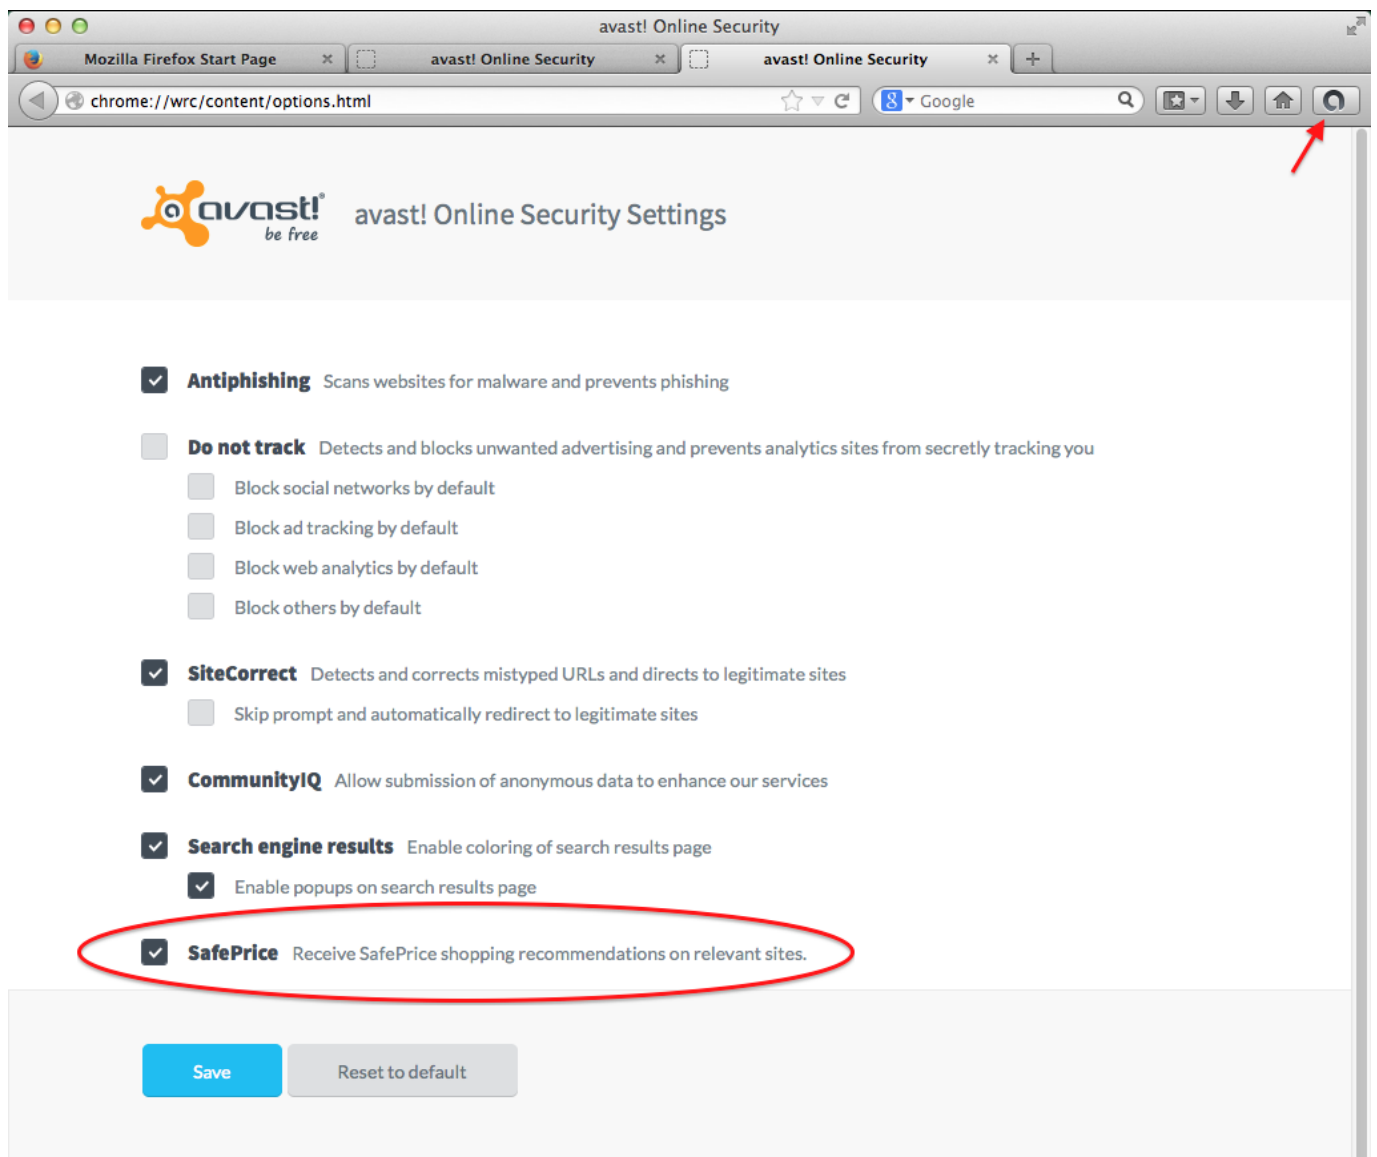 avast! Online Security
Mozilla Firefox Start Page
avast! Online Security
avast! Online Security
chrome://wrc/content/options.html
8
Google
avast!®
be free
avast! Online Security Settings
Antiphishing Scans websites for malware and prevents phishing
Do not track Detects and blocks unwanted advertising and prevents analytics sites from secretly tracking you
Block social networks by default
Block ad tracking by default
Block web analytics by default
Block others by default
SiteCorrect Detects and corrects mistyped URLs and directs to legitimate sites
Skip prompt and automatically redirect to legitimate sites
CommunityIQ Allow submission of anonymous data to enhance our services
Search engine results Enable coloring of search results page
Enable popups on search results page
SafePrice Receive SafePrice shopping recommendations on relevant sites.
Save
Reset to default